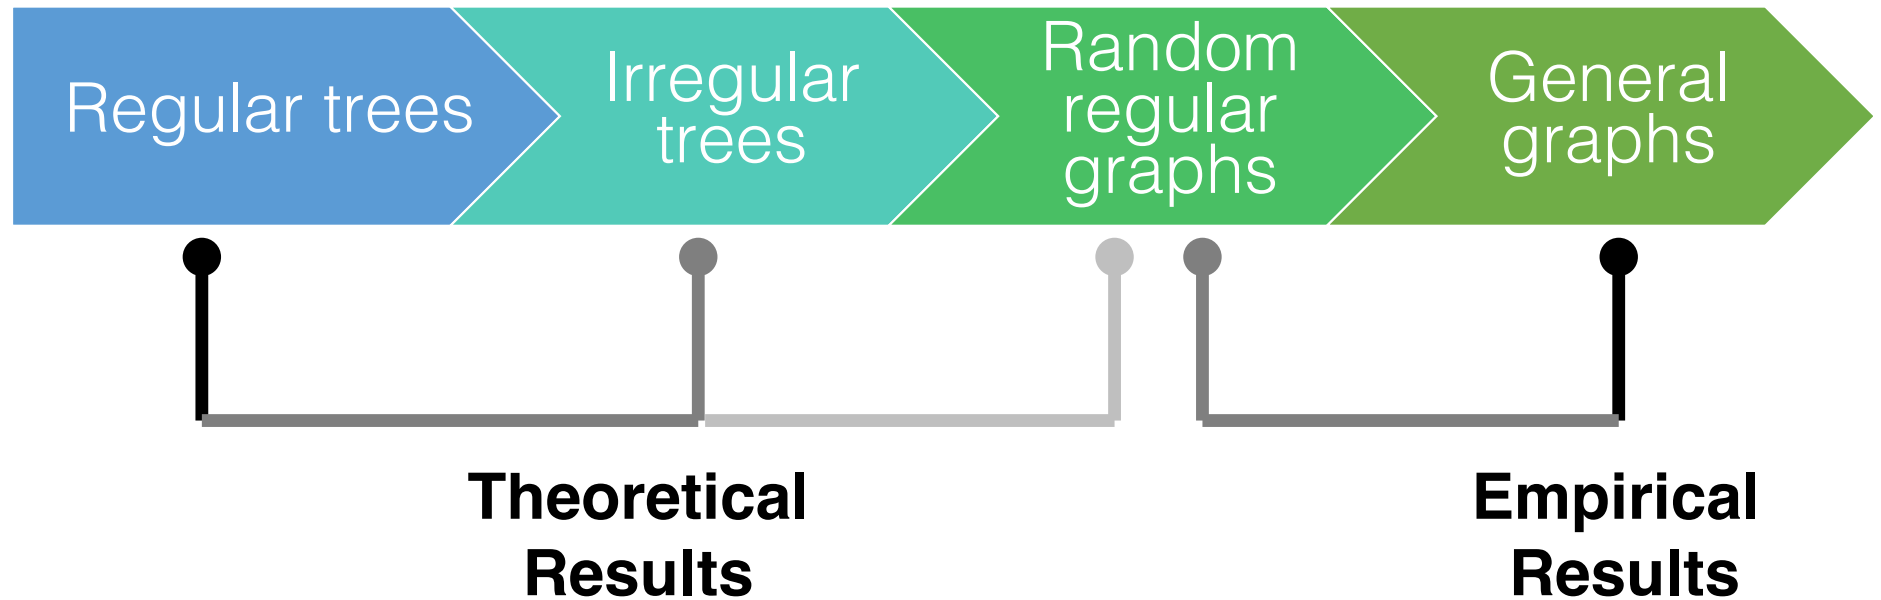 Regular trees
Irregular
trees
Random
regular
graphs
General
graphs
Theoretical
Results
Empirical
Results